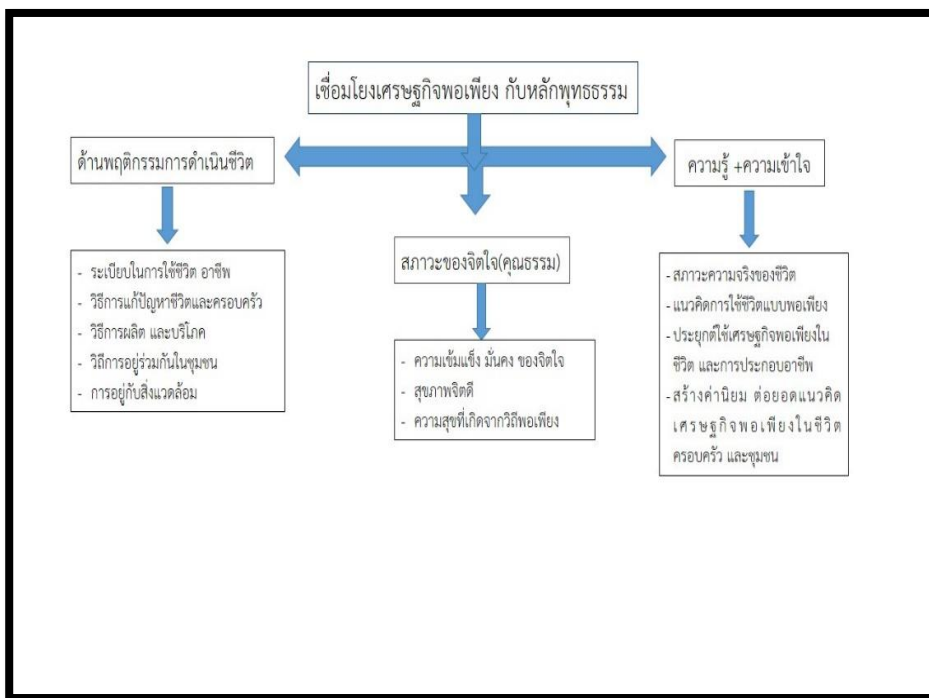 เชื่อมโยงเศรษฐกิจพอเพียง กับหลักพุทธธรรม
ด้านพฤติกรรมการดำเนินชีวิต
- ระเบียบในการใช้ชีวิต อาชีพ
- วิธีการแก้ปัญหาชีวิตและครอบครัว
- วิธีการผลิต และบริโภค
- วิถีการอยู่ร่วมกันในชุมชน
- การอยู่กับสิ่งแวดล้อม
สภาวะของจิตใจ(คุณธรรม)
- ความเข้มแข็ง มั่นคง ของจิตใจ
- สุขภาพจิตดี
- ความสุขที่เกิดจากวิถีพอเพียง
ความรู้ +ความเข้าใจ
- สภาวะความจริงของชีวิต
- แนวคิดการใช้ชีวิตแบบพอเพียง
- ประยุกต์ใช้เศรษฐกิจพอเพียงใน
ชีวิต และการประกอบอาชีพ
- สร้างค่านิยม ต่อยอดแนวคิด
เศรษฐกิจพอเพียงในชีวิต
ครอบครัว และชุมชน